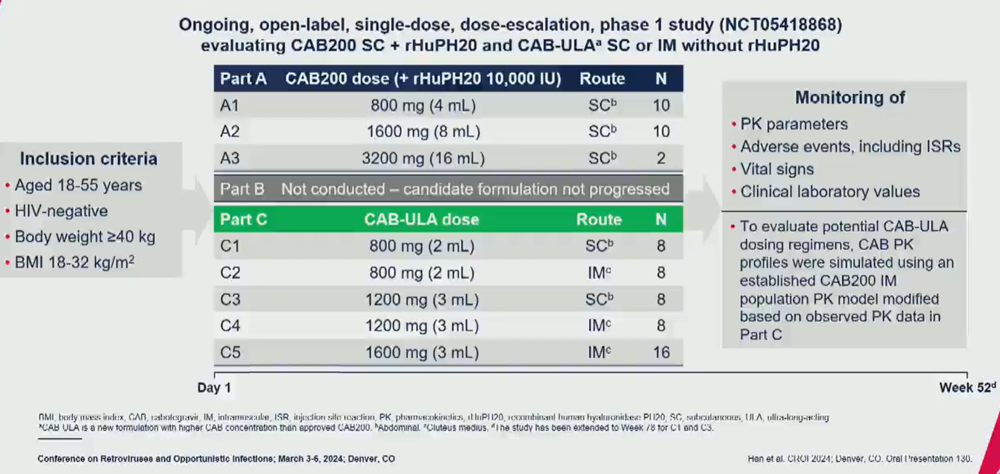 Ongoing, open-label, single-dose, dose-escalation, phase 1 study (NCT05418868)
evaluating CAB200 SC + rHuPH20 and CAB-ULAᵃ SC or IM without rHuPH20
Inclusion criteria
• Aged 18-55 years
• HIV-negative
• Body weight ≥40 kg
• BMI 18-32 kg/m²
Part A CAB200 dose (+ rHuPH20 10,000 IU) Route N
A1 800 mg (4 mL) SCᵇ 10
A2 1600 mg (8 mL) SCᵇ 10
A3 3200 mg (16 mL) SCᵇ 2
Part B Not conducted – candidate formulation not progressed
Part C CAB-ULA dose Route N
C1 800 mg (2 mL) SCᵇ 8
C2 800 mg (2 mL) IMᶜ 8
C3 1200 mg (3 mL) SCᵇ 8
C4 1200 mg (3 mL) IMᶜ 8
C5 1600 mg (3 mL) IMᶜ 16
Monitoring of
• PK parameters
• Adverse events, including ISRs
• Vital signs
• Clinical laboratory values
• To evaluate potential CAB-ULA
dosing regimens, CAB PK
profiles were simulated using an
established CAB200 IM
population PK model modified
based on observed PK data in
Part C
Day 1
Week 52ᵈ
BMI, body mass index, CAB, cabotegravir, IM, intramuscular, ISR, injection site reaction, PK, pharmacokinetics, rHuPH20, recombinant human hyaluronidase PH20, SC, subcutaneous, ULA, ultra-long-acting
ᵃCAB ULA is a new formulation with higher CAB concentration than approved CAB200. ᵇAbdominal. ᶜGluteus medius. ᵈThe study has been extended to Week 78 for C1 and C3.
Conference on Retroviruses and Opportunistic Infections; March 3-6, 2024; Denver, CO
Han et al. CROI 2024; Denver, CO. Oral Presentation 130.